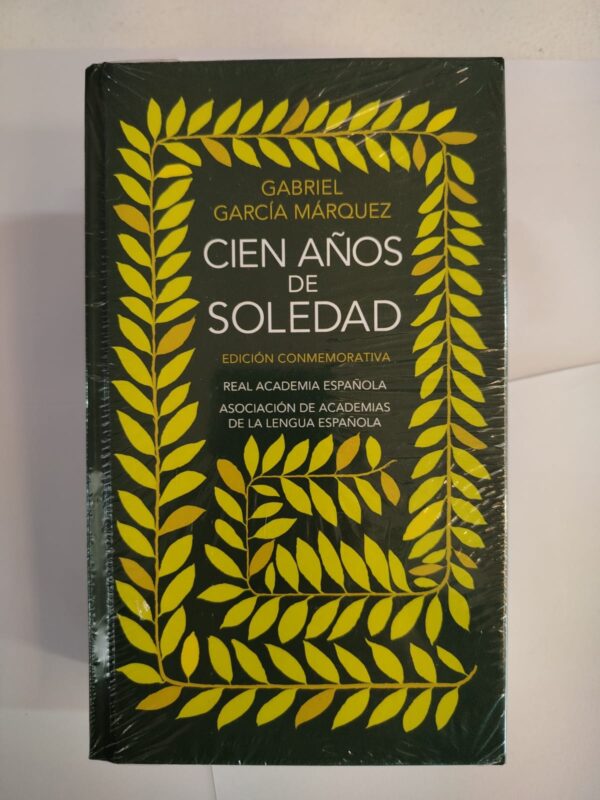 GABRIEL
GARCÍA MÁRQUEZ
CIEN AÑOS
DE
SOLEDAD
EDICIÓN CONMEMORATIVA
REAL ACADEMIA ESPAÑOLA
ASOCIACIÓN DE ACADEMIAS
DE LA LENGUA ESPAÑOLA